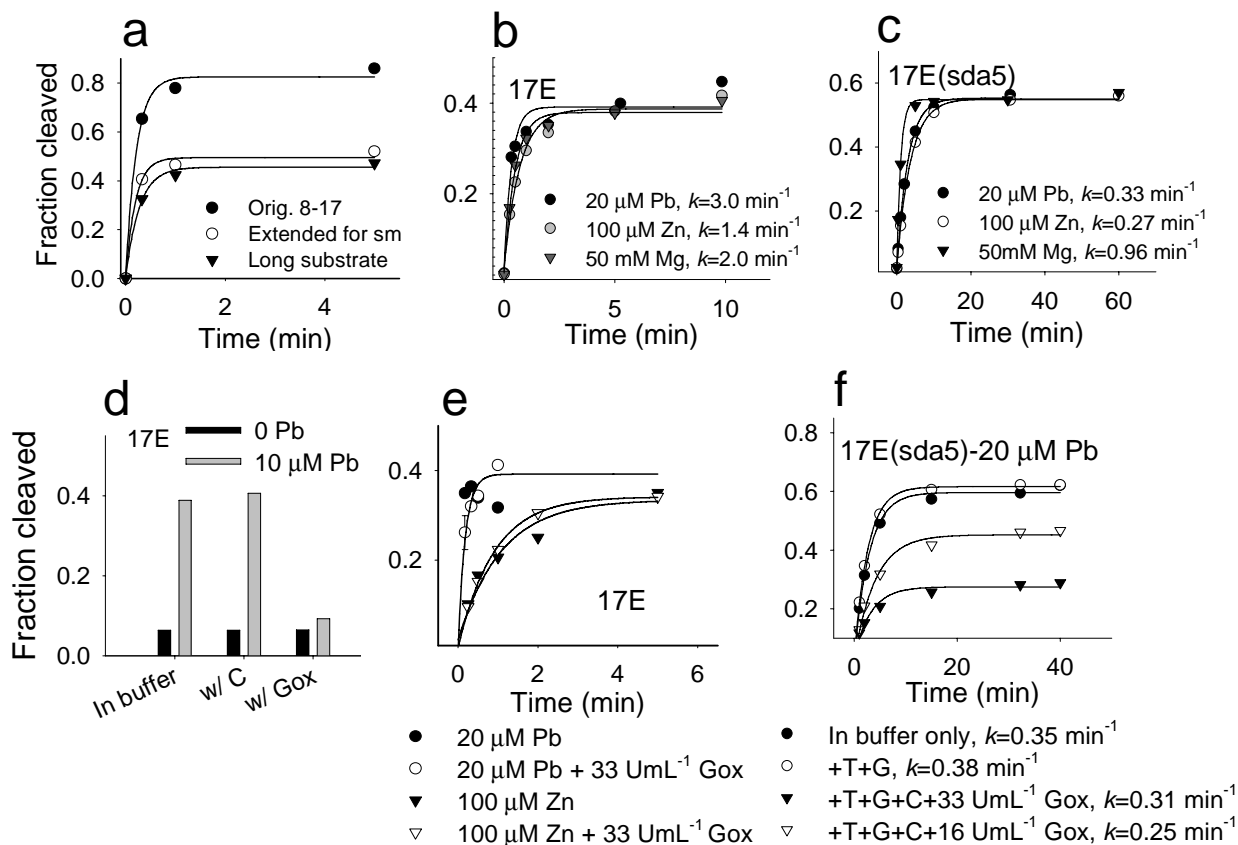 a
Fraction cleaved
0.8
0.6
0.4
0.2
0.0
Orig. 8-17
Extended for sm
Long substrate
0
2
4
Time (min)
b
17E
0.4
0.2
20 μM Pb, k=3.0 min-1
100 μM Zn, k=1.4 min-1
50 mM Mg, k=2.0 min-1
0
5
10
Time (min)
c
17E(sda5)
0.6
0.4
0.2
20 μM Pb, k=0.33 min-1
100 μM Zn, k=0.27 min-1
50mM Mg, k=0.96 min-1
0
20
40
60
Time (min)
d
Fraction cleaved
17E
0 Pb
10 μM Pb
0.4
0.2
0.0
In buffer
w/ C
w/ Gox
e
0.4
0.2
17E
0
2
4
6
Time (min)
20 μM Pb
20 μM Pb + 33 UmL-1 Gox
100 μM Zn
100 μM Zn + 33 UmL-1 Gox
f
0.8
17E(sda5)-20 μM Pb
0.6
0.4
0.2
0
20
40
Time (min)
In buffer only, k=0.35 min-1
+T+G, k=0.38 min-1
+T+G+C+33 UmL-1 Gox, k=0.31 min-1
+T+G+C+16 UmL-1 Gox, k=0.25 min-1